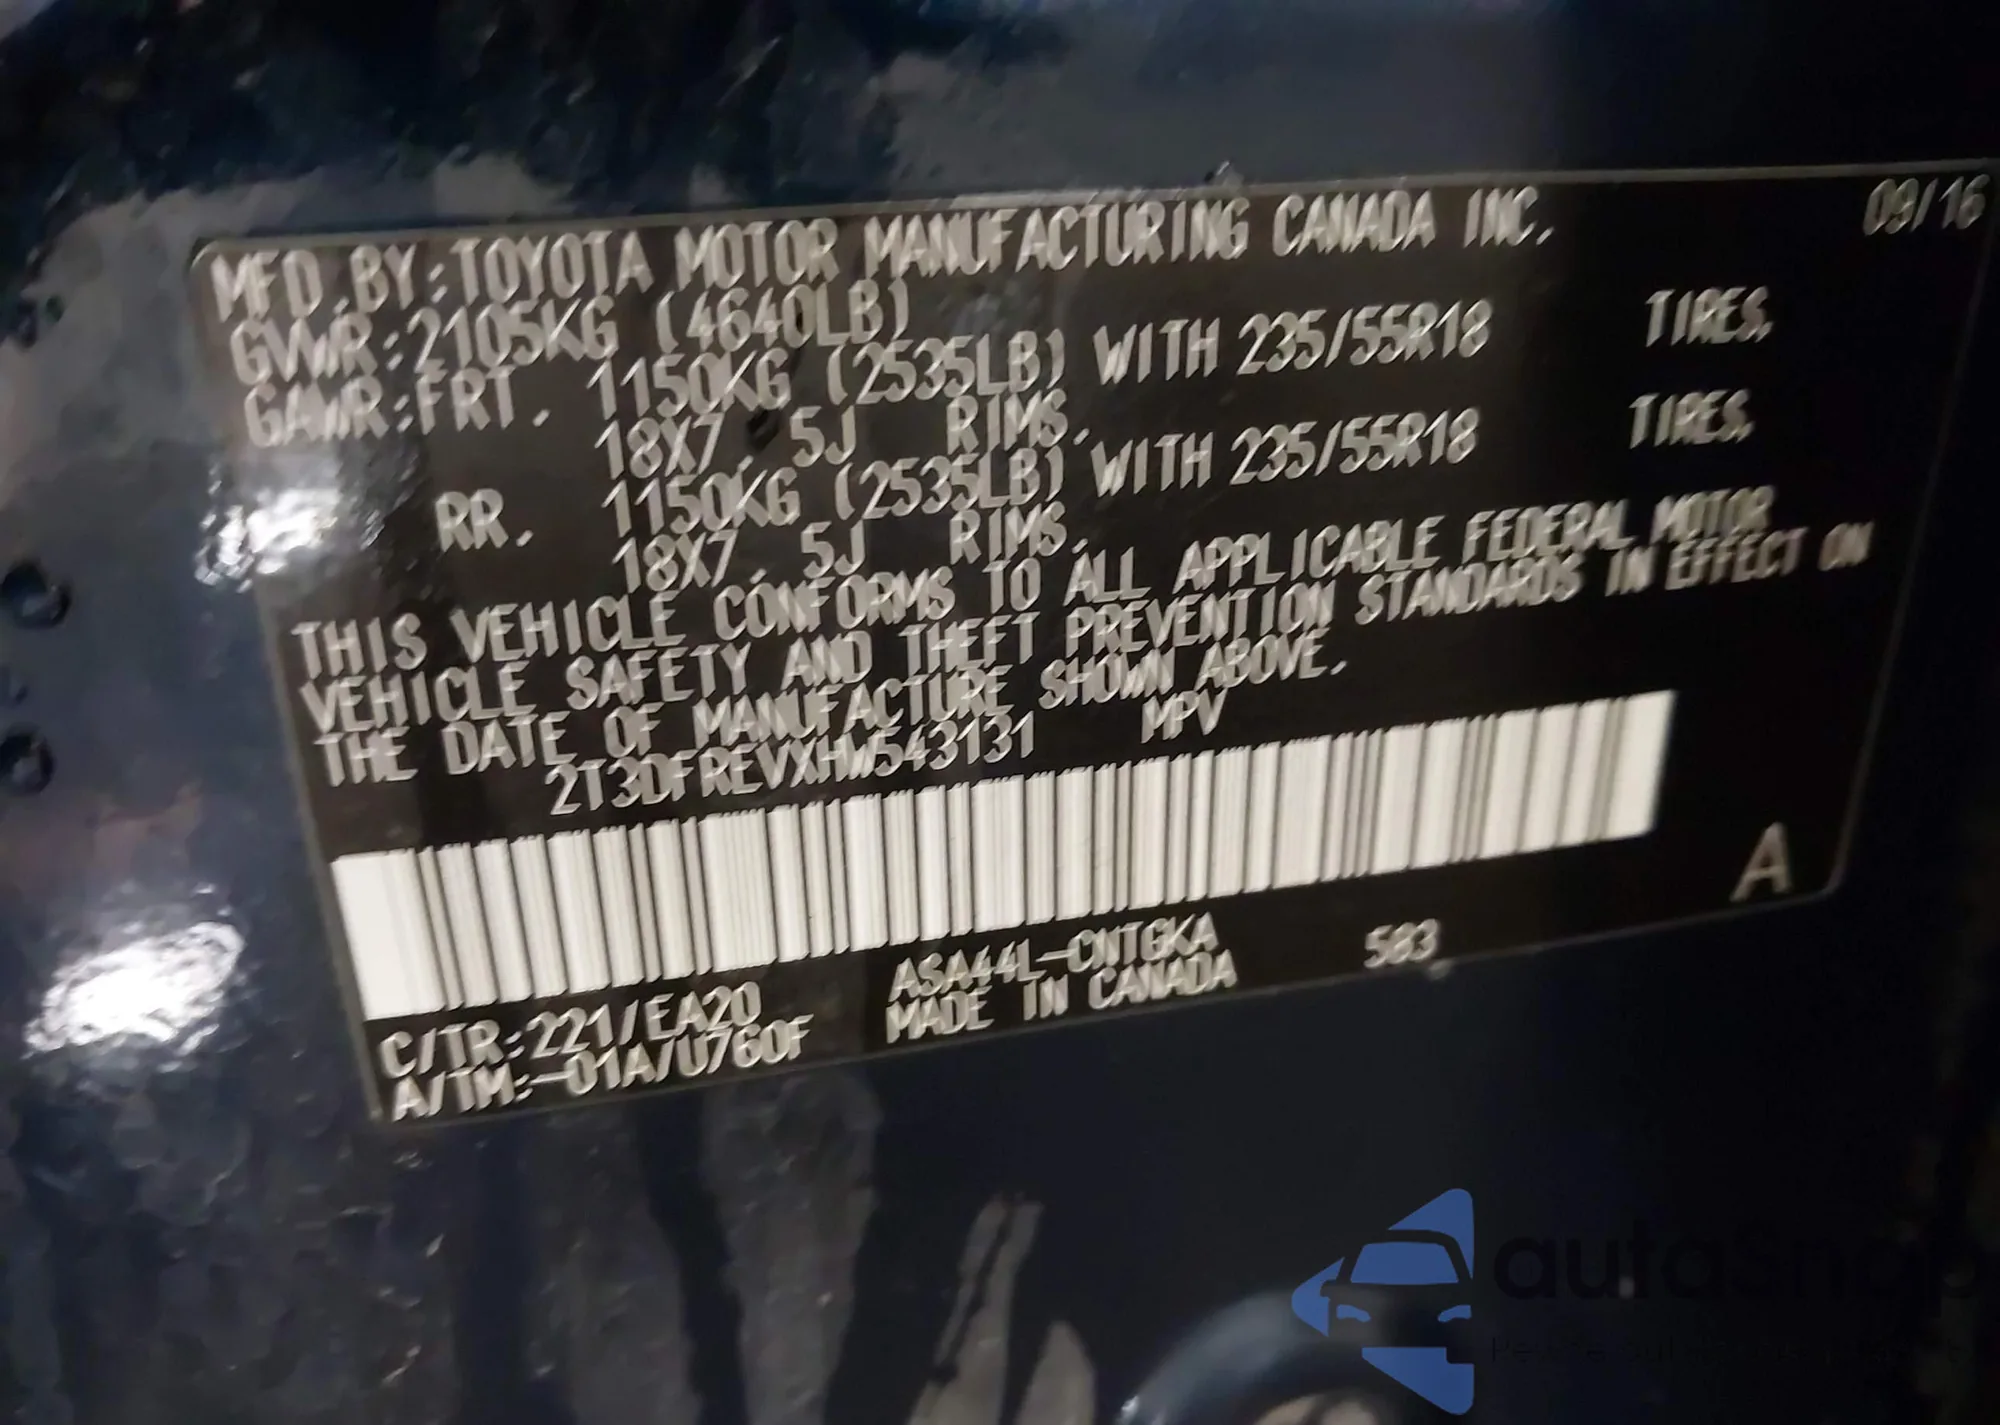 MFD.BY:TOYOTA MOTOR MANUFACTURING CANADA INC. 09/16
GVWR:2105KG (4640LB)
GAWR:FRT. 1150KG (2535LB) WITH 235/55R18 TIRES,
18X7.5J RIMS,
RR. 1150KG (2535LB) WITH 235/55R18 TIRES,
18X7.5J RIMS,
THIS VEHICLE CONFORMS TO ALL APPLICABLE FEDERAL MOTOR
VEHICLE SAFETY AND THEFT PREVENTION STANDARDS IN EFFECT ON
THE DATE OF MANUFACTURE SHOWN ABOVE.
2T3DFREVXHW543131 MPV
A
C/TR:221/EA20 ASA44L-CNTGKA 583
A/TM:-01A/U760F MADE IN CANADA
autoSnap